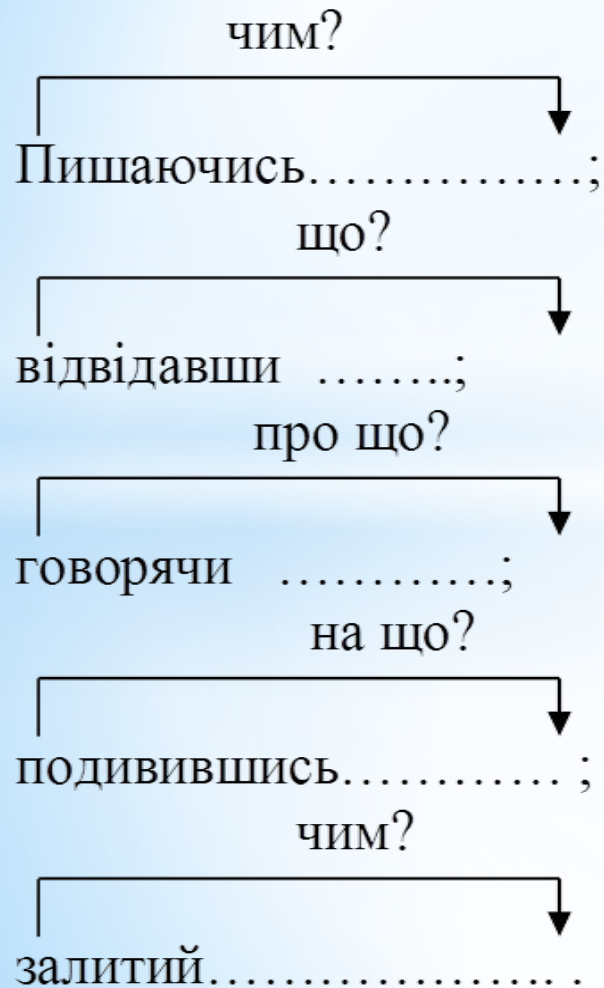 чим?
Пишаючись……………;
що?
відвідавши ……..;
про що?
говорячи …………;
на що?
подивившись………… ;
чим?
залитий……………… .